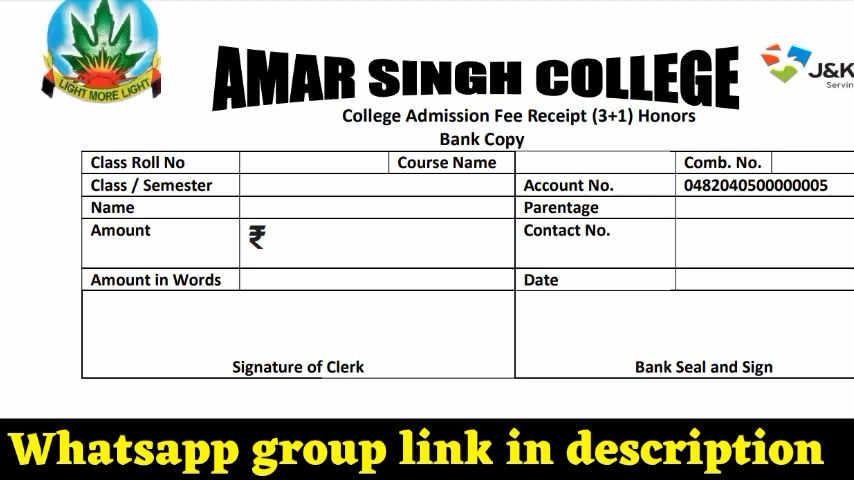 LIGHT MORE LIGHT
AMAR SINGH COLLEGE
J&K
Servin
College Admission Fee Receipt (3+1) Honors
Bank Copy
Class Roll No Course Name Comb. No.
Class / Semester Account No. 0482040500000005
Name Parentage
Amount ₹ Contact No.
Amount in Words Date
Signature of Clerk Bank Seal and Sign
Whatsapp group link in description